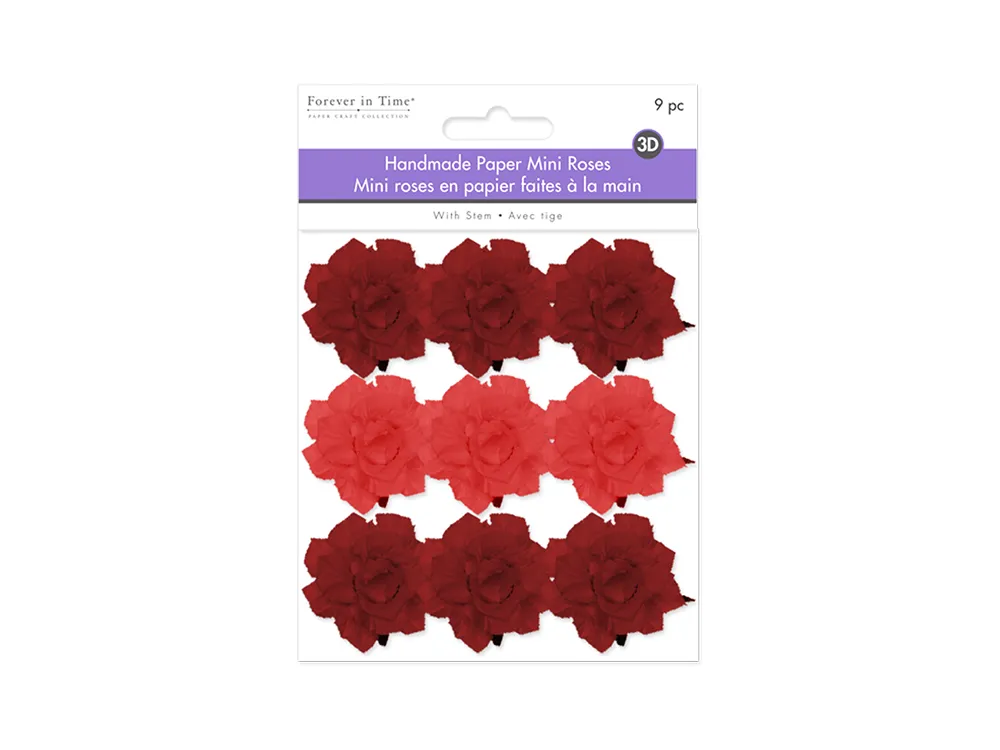 Forever in Time®
PAPER CRAFT COLLECTION
9 pc
3D
Handmade Paper Mini Roses
Mini roses en papier faites à la main
With Stem • Avec tige